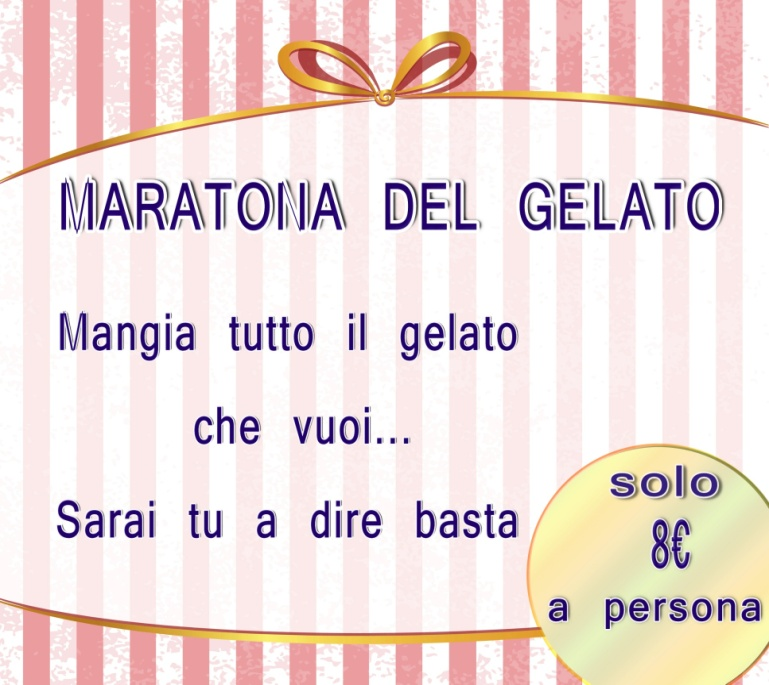 MARATONA DEL GELATO
Mangia tutto il gelato
che vuoi...
Sarai tu a dire basta
solo
8€
a persona